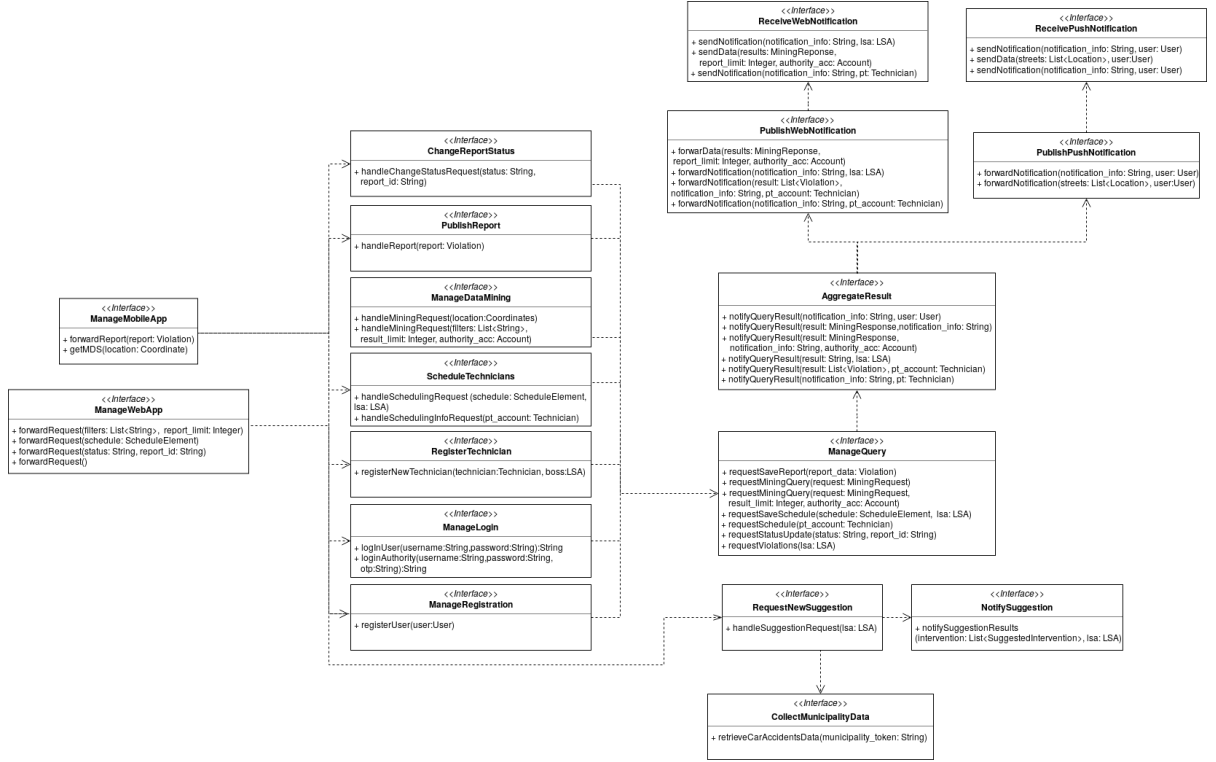 <<Interface>>
ReceiveWebNotification
+ sendNotification(notification_info: String, lsa: LSA)
+ sendData(results: MiningReponse,
report_limit: Integer, authority_acc: Account)
+ sendNotification(notification_info: String, pt: Technician)
<<Interface>>
ReceivePushNotification
+ sendNotification(notification_info: String, user: User)
+ sendData(streets: List<Location>, user:User)
+ sendNotification(notification_info: String, user: User)
<<Interface>>
PublishWebNotification
+ forwarData(results: MiningReponse,
report_limit: Integer, authority_acc: Account)
+ forwardNotification(notification_info: String, lsa: LSA)
+ forwardNotification(result: List<Violation>,
notification_info: String, pt_account: Technician)
+ forwardNotification(notification_info: String, pt_account: Technician)
<<Interface>>
PublishPushNotification
+ forwardNotification(notification_info: String, user: User)
+ forwardNotification(streets: List<Location>, user:User)
<<Interface>>
ChangeReportStatus
+ handleChangeStatusRequest(status: String,
report_id: String)
<<Interface>>
PublishReport
+ handleReport(report: Violation)
<<Interface>>
ManageDataMining
+ handleMiningRequest(location:Coordinates)
+ handleMiningRequest(filters: List<String>,
result_limit: Integer, authority_acc: Account)
<<Interface>>
AggregateResult
+ notifyQueryResult(notification_info: String, user: User)
+ notifyQueryResult(result: MiningResponse,notification_info: String)
+ notifyQueryResult(result: MiningResponse,
notification_info: String, authority_acc: Account)
+ notifyQueryResult(result: String, lsa: LSA)
+ notifyQueryResult(result: List<Violation>, pt_account: Technician)
+ notifyQueryResult(notification_info: String, pt: Technician)
<<Interface>>
ManageMobileApp
+ forwardReport(report: Violation)
+ getMDS(location: Coordinate)
<<Interface>>
ScheduleTechnicians
+ handleSchedulingRequest (schedule: ScheduleElement,
lsa: LSA)
+ handleSchedulingInfoRequest(pt_account: Technician)
<<Interface>>
ManageWebApp
+ forwardRequest(filters: List<String>, report_limit: Integer)
+ forwardRequest(schedule: ScheduleElement)
+ forwardRequest(status: String, report_id: String)
+ forwardRequest()
<<Interface>>
RegisterTechnician
+ registerNewTechnician(technician:Technician, boss:LSA)
<<Interface>>
ManageQuery
+ requestSaveReport(report_data: Violation)
+ requestMiningQuery(request: MiningRequest)
+ requestMiningQuery(request: MiningRequest,
result_limit: Integer, authority_acc: Account)
+ requestSaveSchedule(schedule: ScheduleElement, lsa: LSA)
+ requestSchedule(pt_account: Technician)
+ requestStatusUpdate(status: String, report_id: String)
+ requestViolations(lsa: LSA)
<<Interface>>
ManageLogin
+ logInUser(username:String,password:String):String
+ loginAuthority(username:String,password:String,
otp:String):String
<<Interface>>
ManageRegistration
+ registerUser(user:User)
<<Interface>>
RequestNewSuggestion
+ handleSuggestionRequest(lsa: LSA)
<<Interface>>
NotifySuggestion
+ notifySuggestionResults
(intervention: List<SuggestedIntervention>, lsa: LSA)
<<Interface>>
CollectMunicipalityData
+ retrieveCarAccidentsData(municipality_token: String)